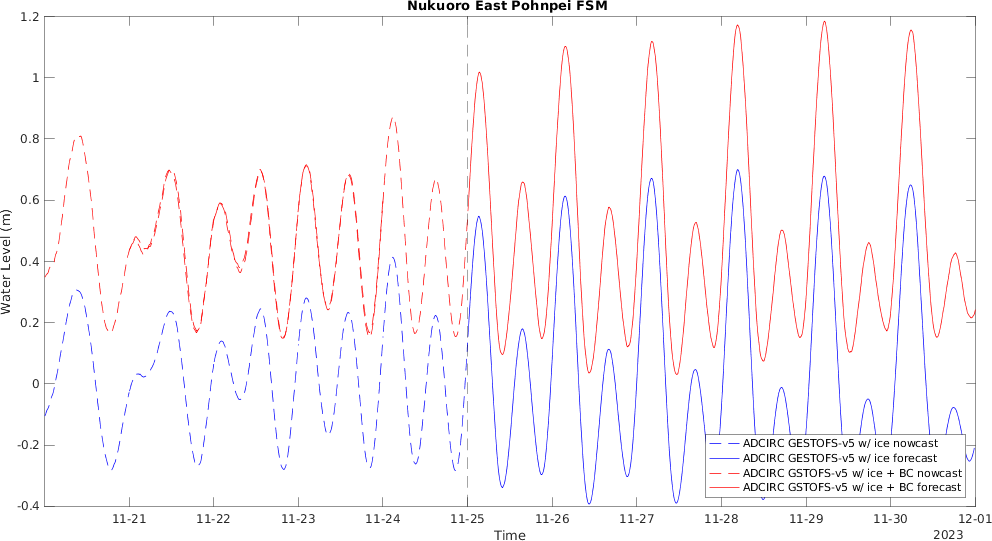 Nukuoro East Pohnpei FSM
1.2
1
0.8
0.6
0.4
0.2
0
-0.2
-0.4
Water Level (m)
ADCIRC GESTOFS-v5 w/ ice nowcast
ADCIRC GESTOFS-v5 w/ ice forecast
ADCIRC GSTOFS-v5 w/ ice + BC nowcast
ADCIRC GSTOFS-v5 w/ ice + BC forecast
11-21 11-22 11-23 11-24 11-25 11-26 11-27 11-28 11-29 11-30 12-01
Time
2023